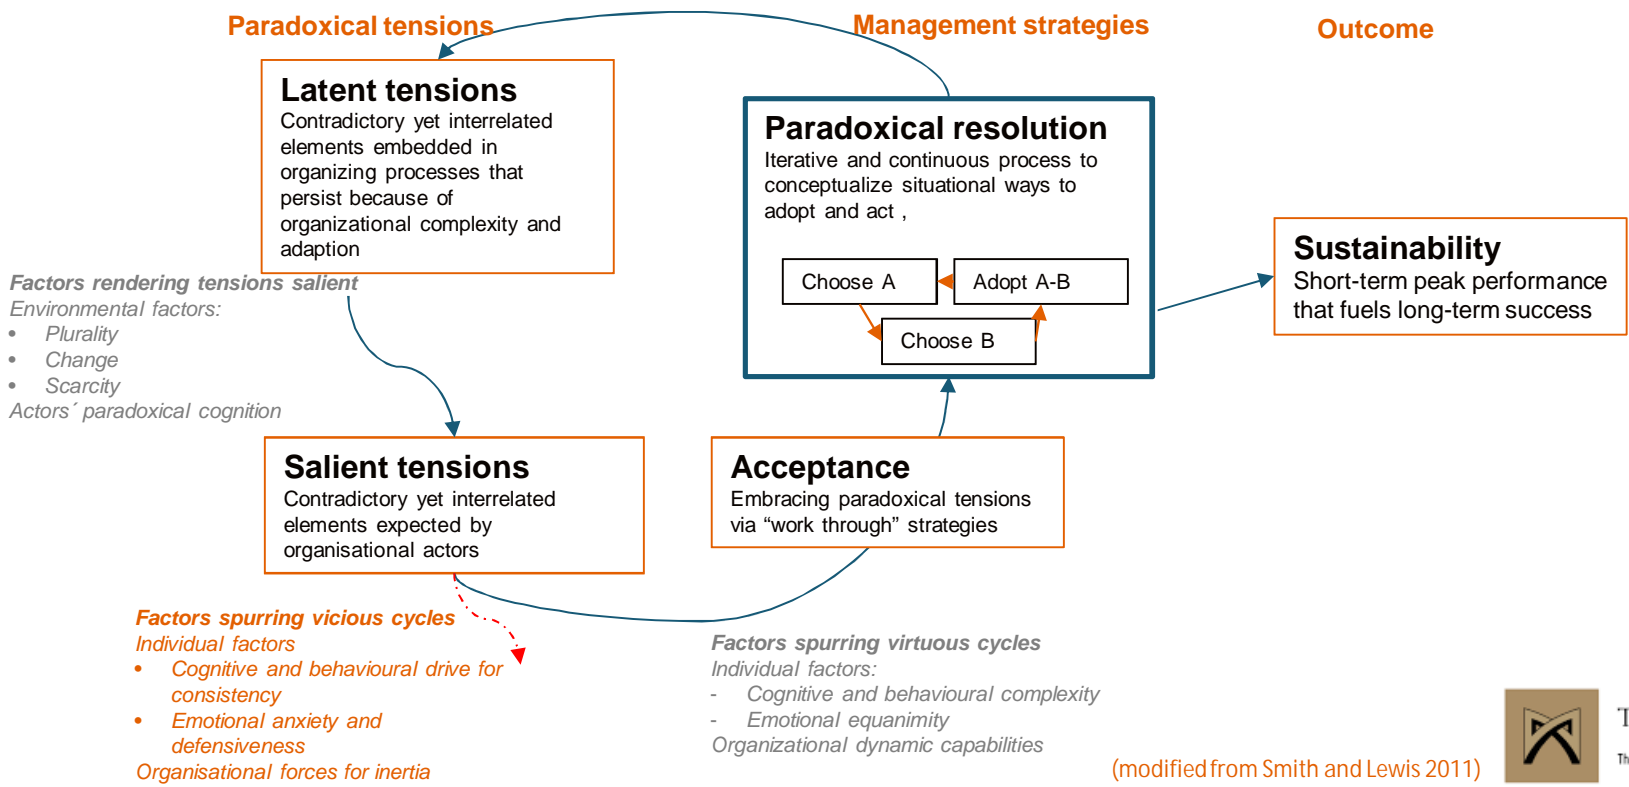 Paradoxical tensions
Management strategies
Outcome
Latent tensions
Contradictory yet interrelated
elements embedded in
organizing processes that
persist because of
organizational complexity and
adaption
Paradoxical resolution
Iterative and continuous process to
conceptualize situational ways to
adopt and act ,
Choose A
Adopt A-B
Choose B
Sustainability
Short-term peak performance
that fuels long-term success
Factors rendering tensions salient
Environmental factors:
• Plurality
• Change
• Scarcity
Actors´ paradoxical cognition
Salient tensions
Contradictory yet interrelated
elements expected by
organisational actors
Acceptance
Embracing paradoxical tensions
via “work through” strategies
Factors spurring vicious cycles
Individual factors
• Cognitive and behavioural drive for
consistency
• Emotional anxiety and
defensiveness
Organisational forces for inertia
Factors spurring virtuous cycles
Individual factors:
- Cognitive and behavioural complexity
- Emotional equanimity
Organizational dynamic capabilities
(modified from Smith and Lewis 2011)
Th